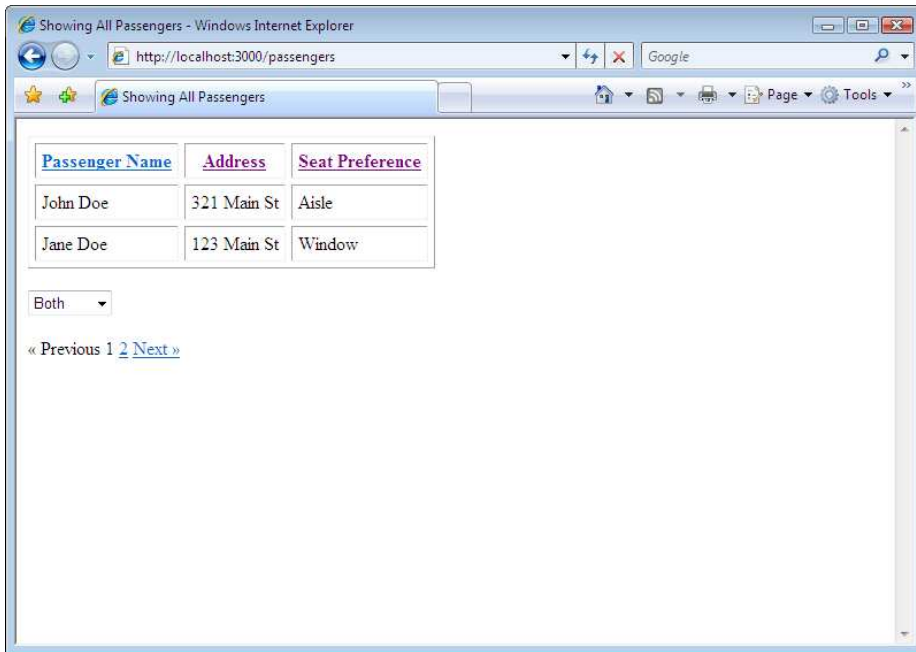 Showing All Passengers - Windows Internet Explorer
http://localhost:3000/passengers Google
Showing All Passengers Page Tools »
Passenger Name Address Seat Preference
John Doe 321 Main St Aisle
Jane Doe 123 Main St Window
Both
« Previous 1 2 Next »